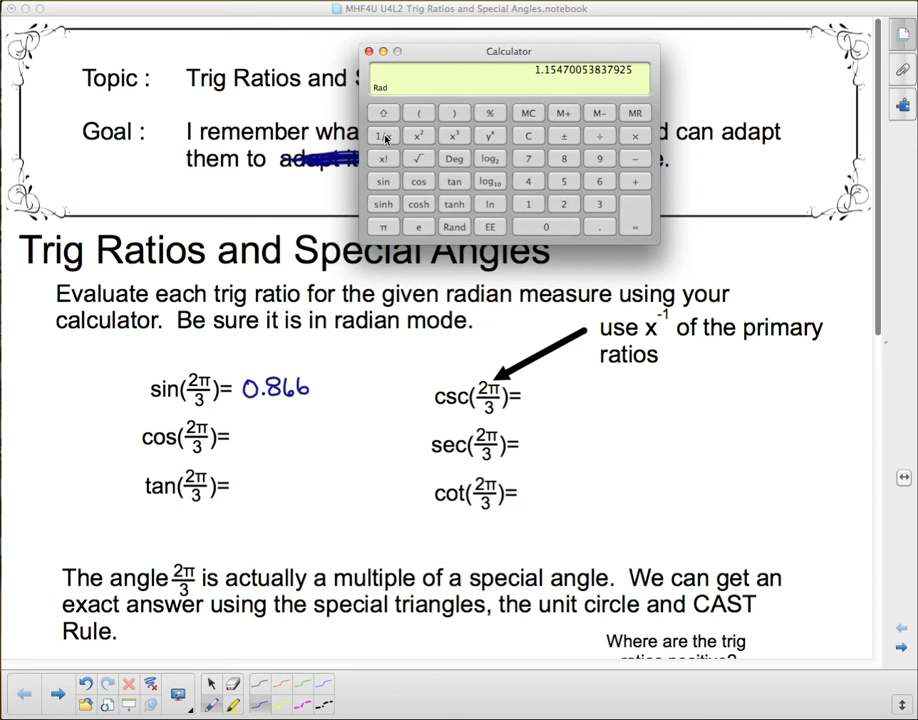 MHF4U U4L2 Trig Ratios and Special Angles.notebook
Calculator
1.15470053837925
Rad
( ) % MC M+ M- MR
1/x x² x³ yˣ C ± ÷ ×
x! √ Deg log₂ 7 8 9 −
sin cos tan log₁₀ 4 5 6 +
sinh cosh tanh ln 1 2 3
π e Rand EE 0 . =
Topic : Trig Ratios and S
Goal : I remember wha d can adapt
them to adapt it e.
Trig Ratios and Special Angles
Evaluate each trig ratio for the given radian measure using your
calculator. Be sure it is in radian mode.
use x⁻¹ of the primary
ratios
sin(2π/3)= 0.866
csc(2π/3)=
cos(2π/3)=
sec(2π/3)=
tan(2π/3)=
cot(2π/3)=
The angle 2π/3 is actually a multiple of a special angle. We can get an
exact answer using the special triangles, the unit circle and CAST
Rule.
Where are the trig
ratios positive?